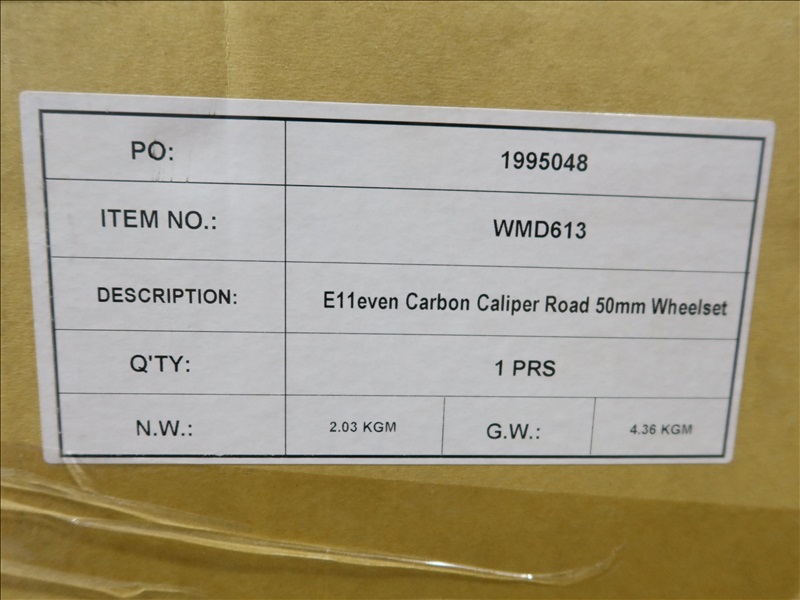 PO: 1995048
ITEM NO.: WMD613
DESCRIPTION: E11even Carbon Caliper Road 50mm Wheelset
Q'TY: 1 PRS
N.W.: 2.03 KGM G.W.: 4.36 KGM